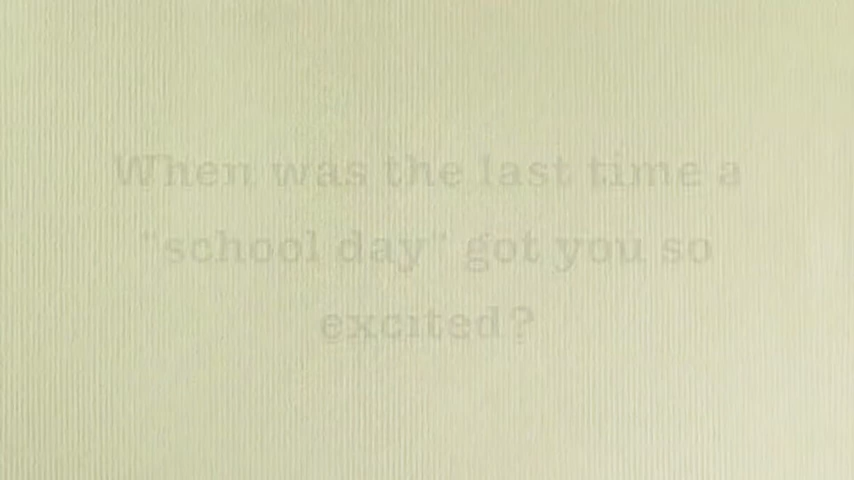 When was the last time a
"school day" got you so
excited?